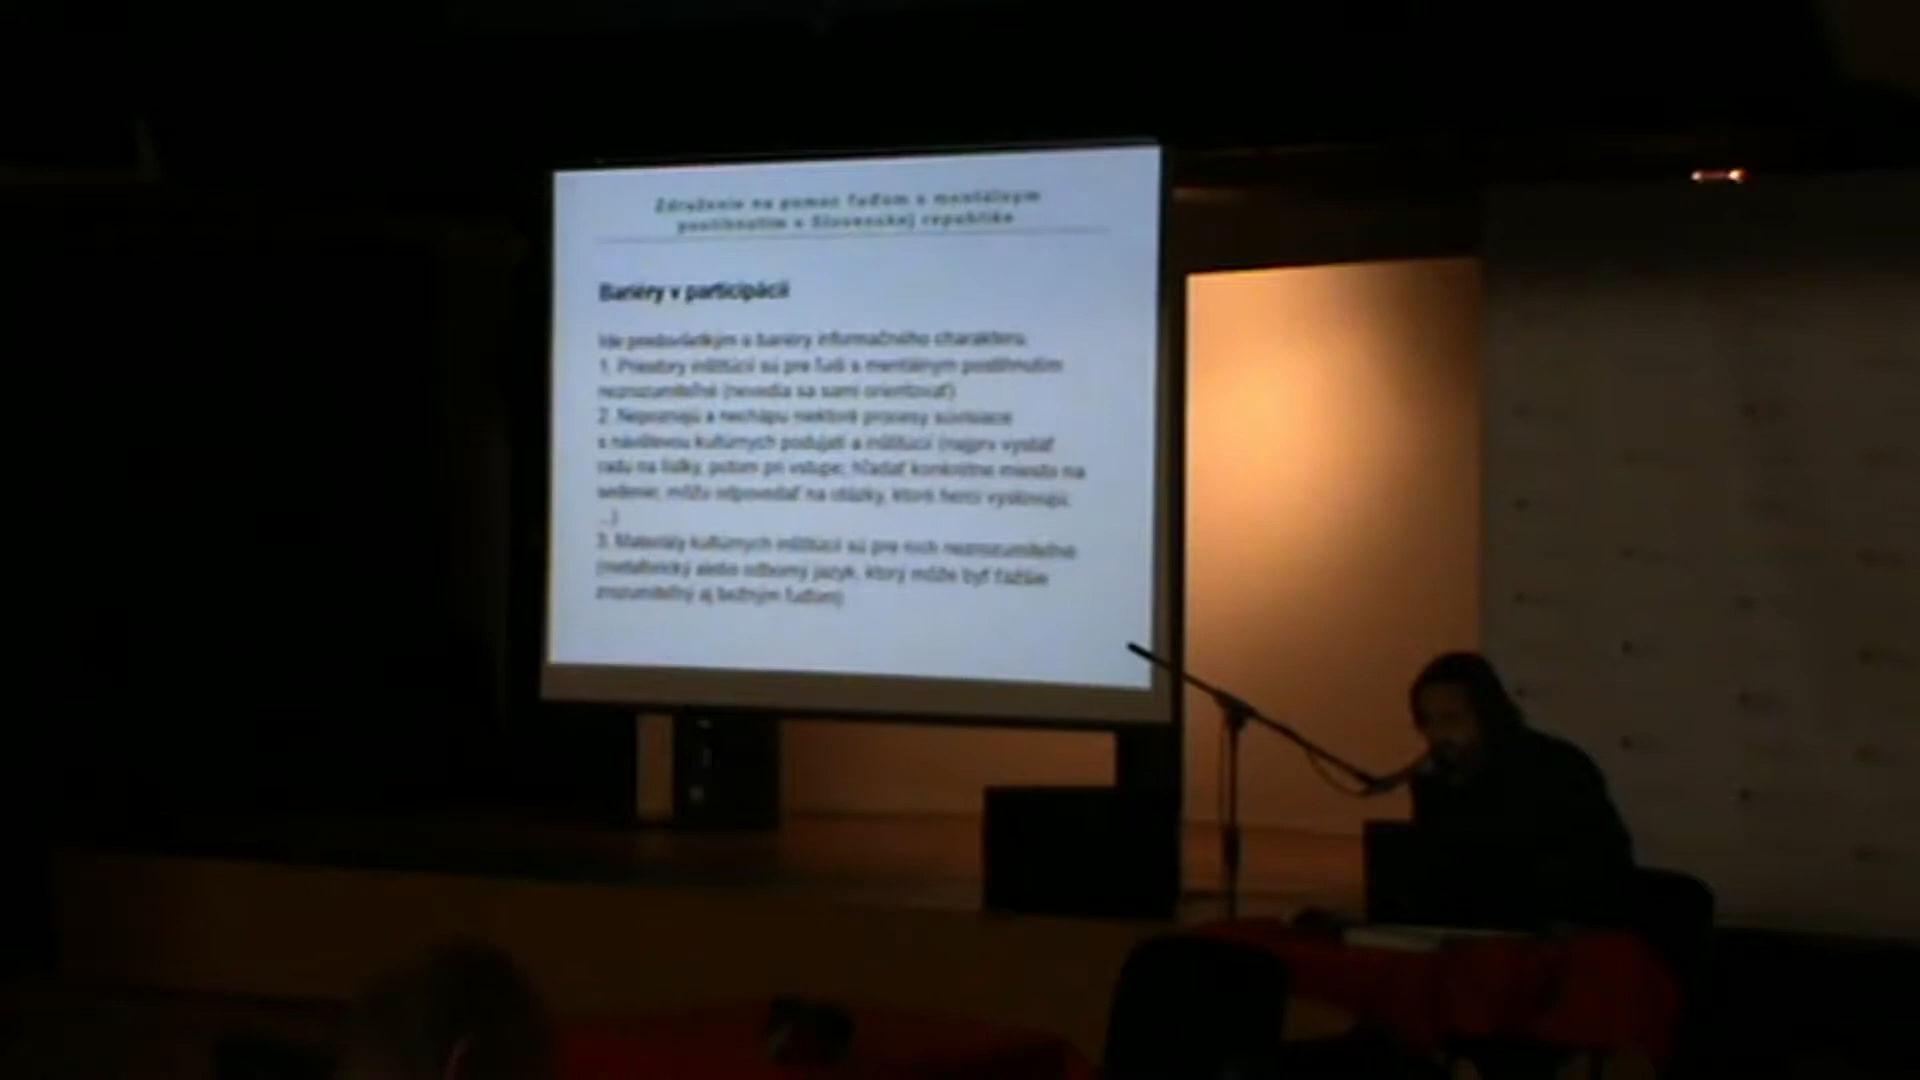 Združenie na pomoc ľuďom s mentálnym
postihnutím v Slovenskej republike
Bariéry v participácii
Ide predovšetkým o bariéry informačného charakteru.
1. Priestory inštitúcií sú pre ľudí s mentálnym postihnutím
nezrozumiteľné (nevedia sa sami orientovať)
2. Nepoznajú a nechápu niektoré procesy súvisiace
s návštevou kultúrnych podujatí a inštitúcií (najprv vystáť
radu na lístky, potom pri vstupe; hľadať konkrétne miesto na
sedenie; môžu odpovedať na otázky, ktoré herci vyslovujú,
...)
3. Materiály kultúrnych inštitúcií sú pre nich nezrozumiteľné
(metaforický alebo odborný jazyk, ktorý môže byť ťažšie
zrozumiteľný aj bežným ľuďom)